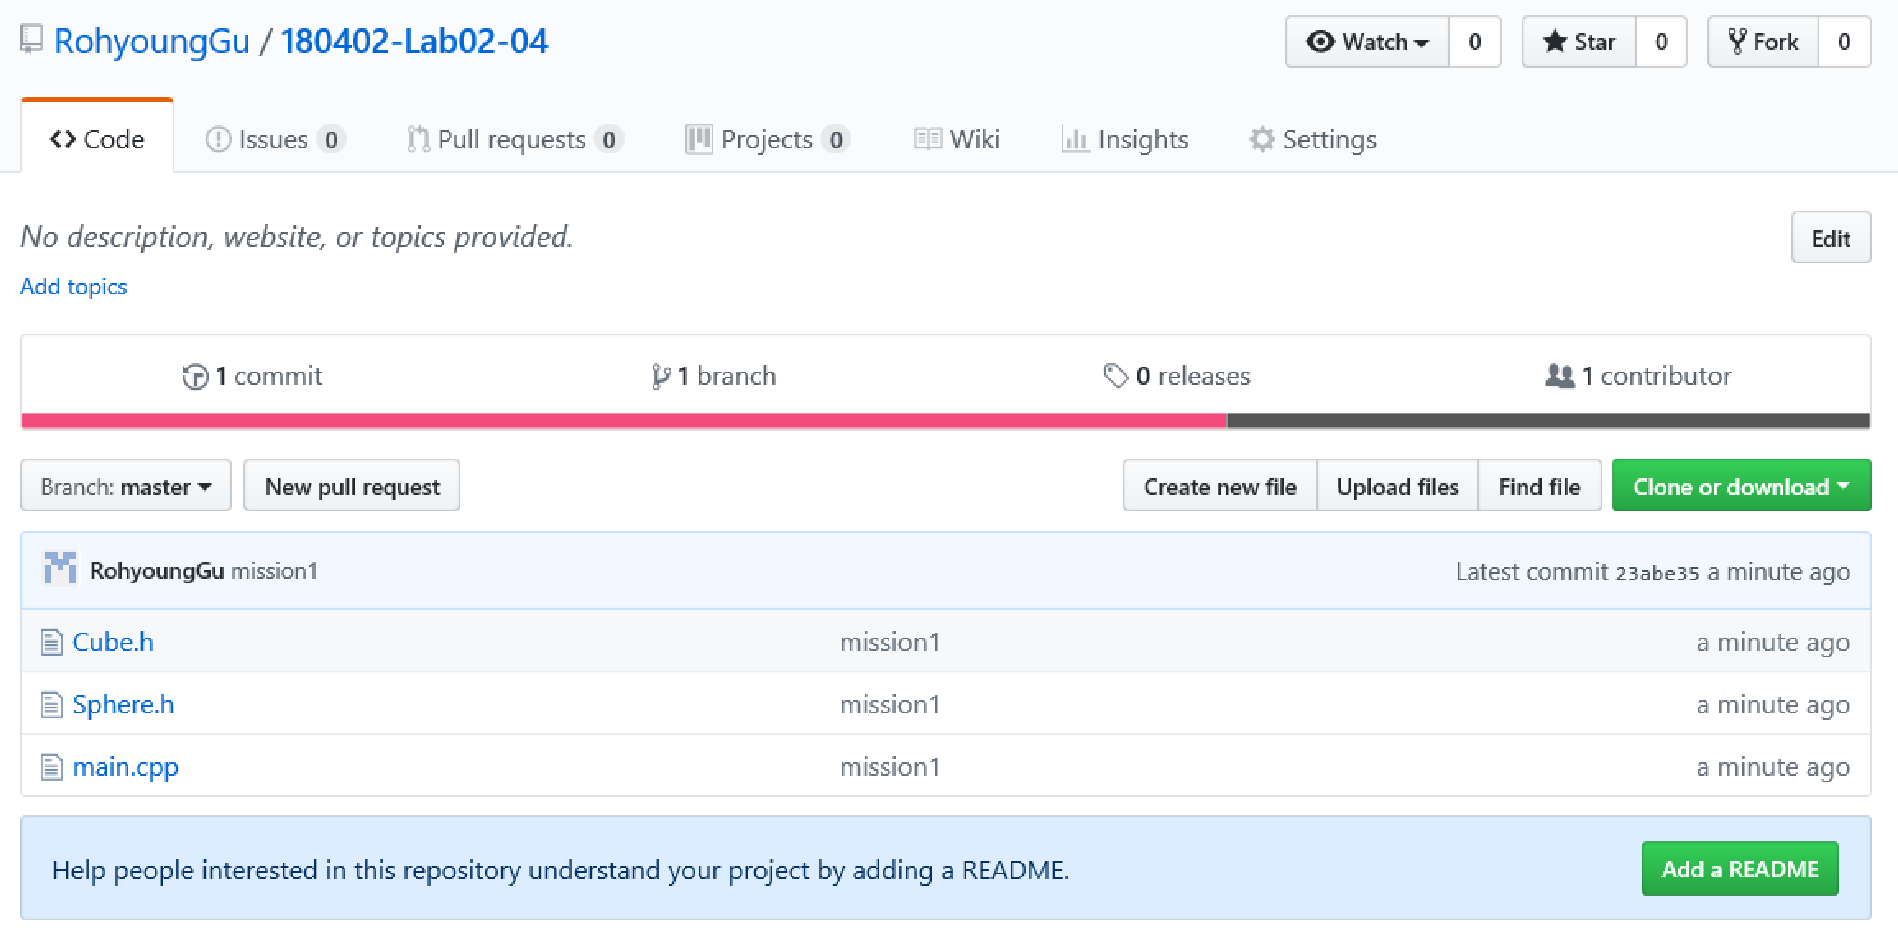 RohyoungGu / 180402-Lab02-04
Watch 0 Star 0 Fork 0
Code Issues 0 Pull requests 0 Projects 0 Wiki Insights Settings
No description, website, or topics provided.
Edit
Add topics
1 commit 1 branch 0 releases 1 contributor
Branch: master New pull request Create new file Upload files Find file Clone or download
RohyoungGu mission1 Latest commit 23abe35 a minute ago
Cube.h mission1 a minute ago
Sphere.h mission1 a minute ago
main.cpp mission1 a minute ago
Help people interested in this repository understand your project by adding a README. Add a README